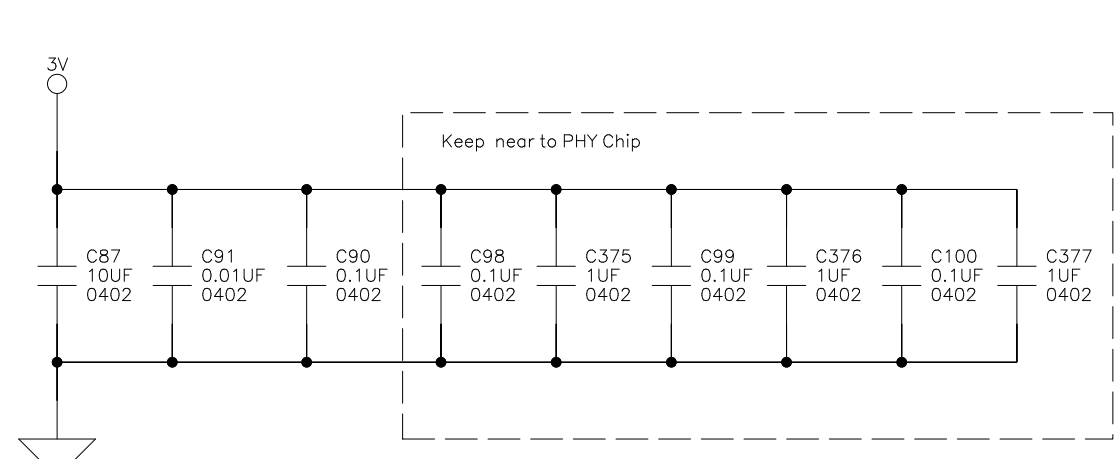 3V
Keep near to PHY Chip
C87
10UF
0402
C91
0.01UF
0402
C90
0.1UF
0402
C98
0.1UF
0402
C375
1UF
0402
C99
0.1UF
0402
C376
1UF
0402
C100
0.1UF
0402
C377
1UF
0402